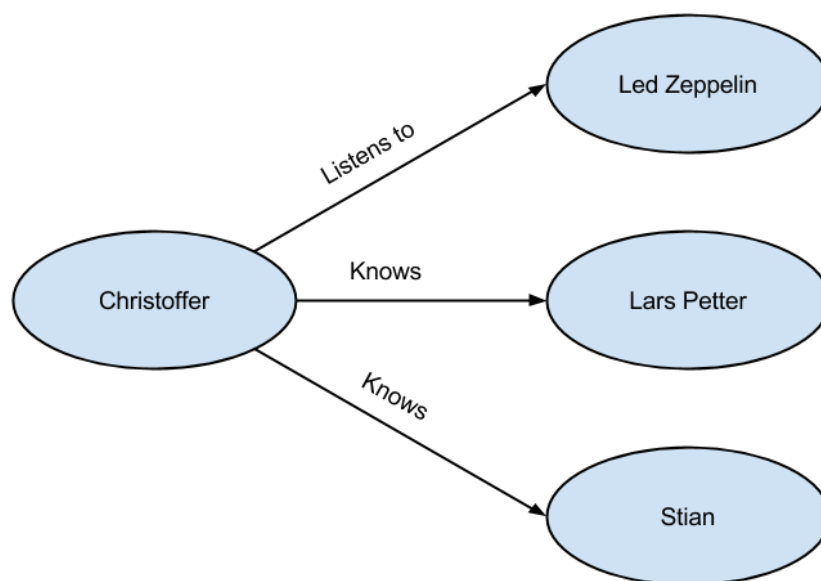 Led Zeppelin
Listens to
Knows
Christoffer
Lars Petter
Knows
Stian